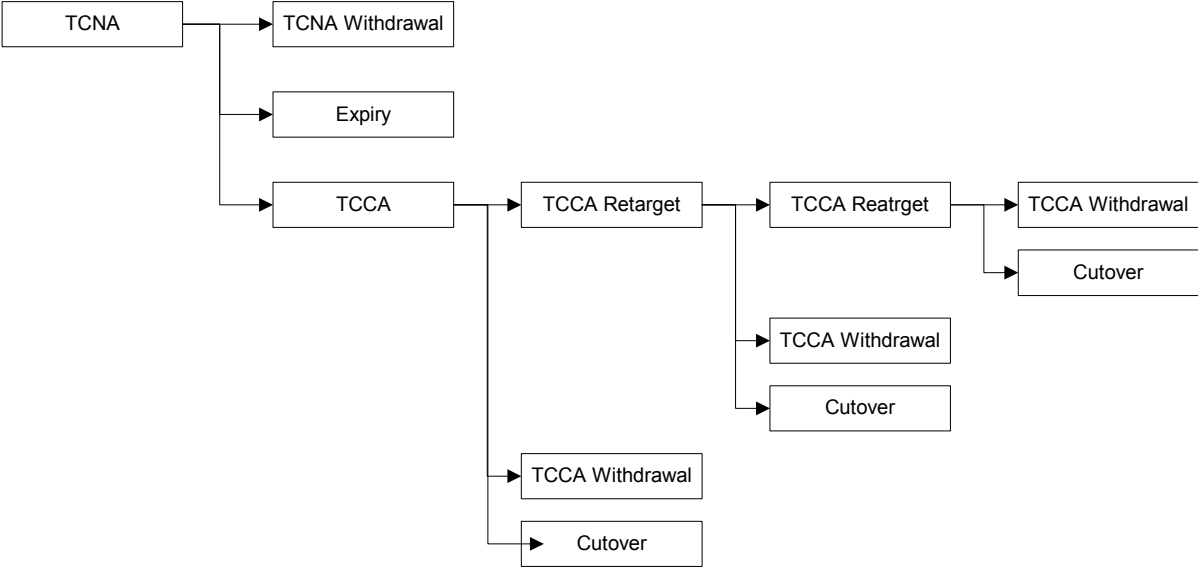 TCNA
TCNA Withdrawal
Expiry
TCCA
TCCA Retarget
TCCA Reatrget
TCCA Withdrawal
Cutover
TCCA Withdrawal
Cutover
TCCA Withdrawal
Cutover